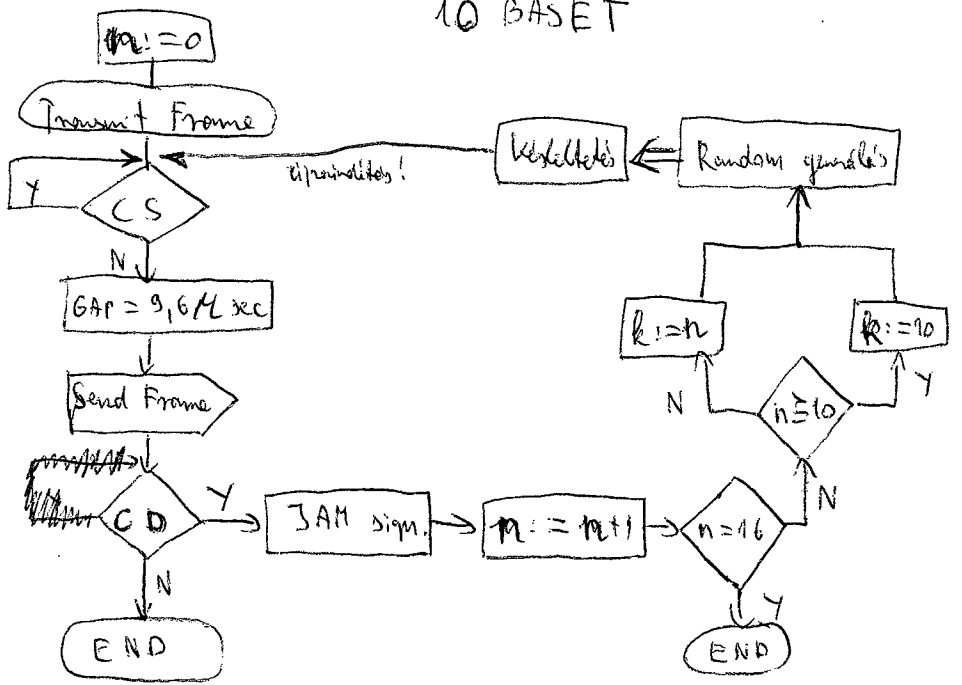 10 BASET
n:=0
Transmit Frame
Késleltetés
Random generálás
újraindítás!
Y
CS
N
GAP = 9,6 M sec
k:=n
k:=10
Send Frame
N
n≧10
Y
CD
Y
JAM sign.
n:=n+1
n=16
N
N
Y
END
END